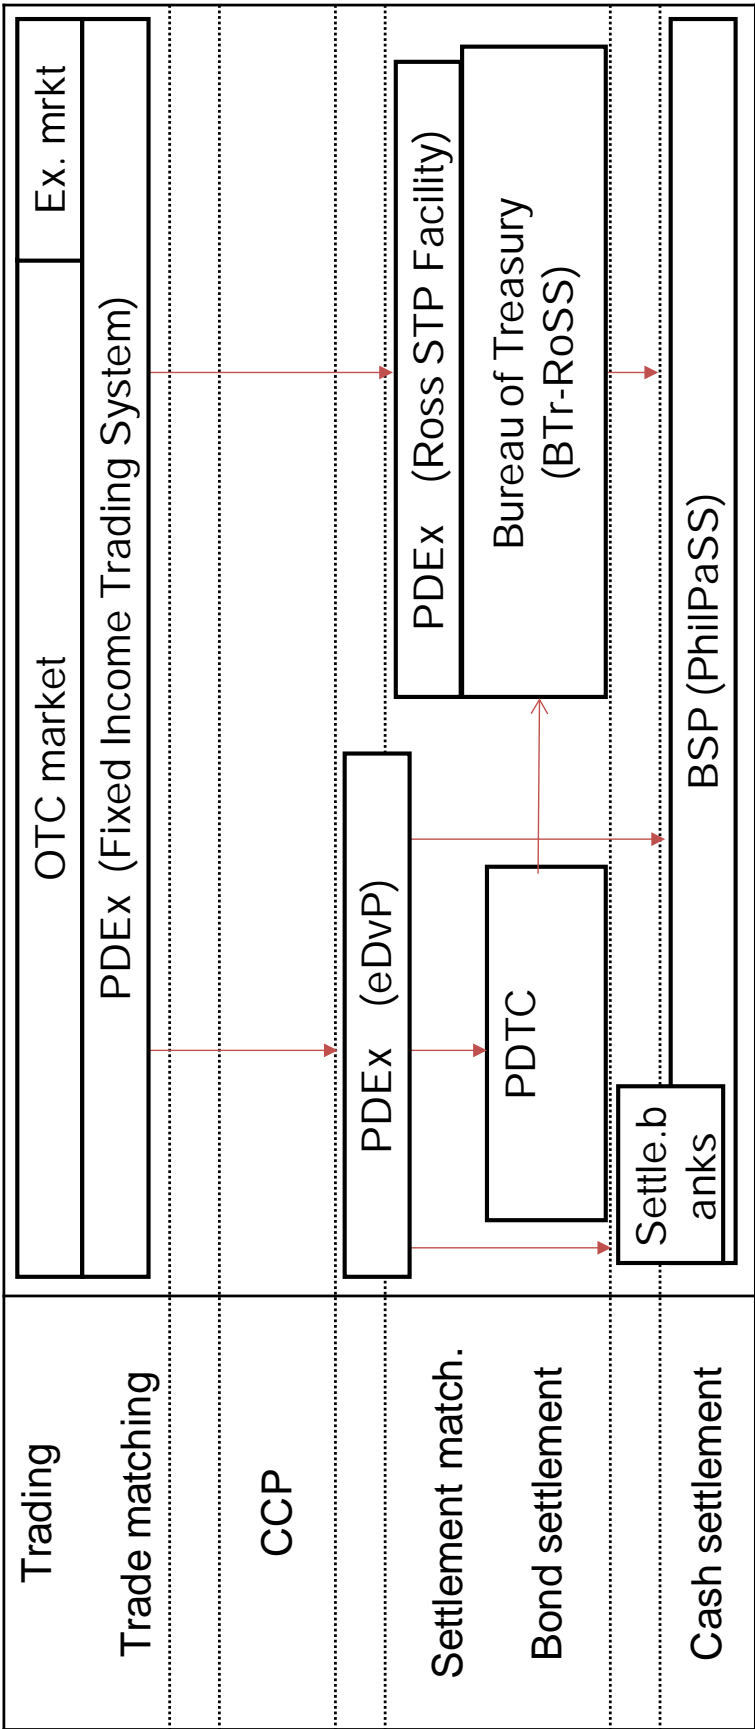 Trading
OTC market
Ex. mrkt
Trade matching
PDEx (Fixed Income Trading System)
CCP
Settlement match.
PDEx (eDvP)
PDEx (Ross STP Facility)
Bond settlement
PDTC
Bureau of Treasury
(BTr-RoSS)
Cash settlement
Settle.b
anks
BSP (PhilPaSS)